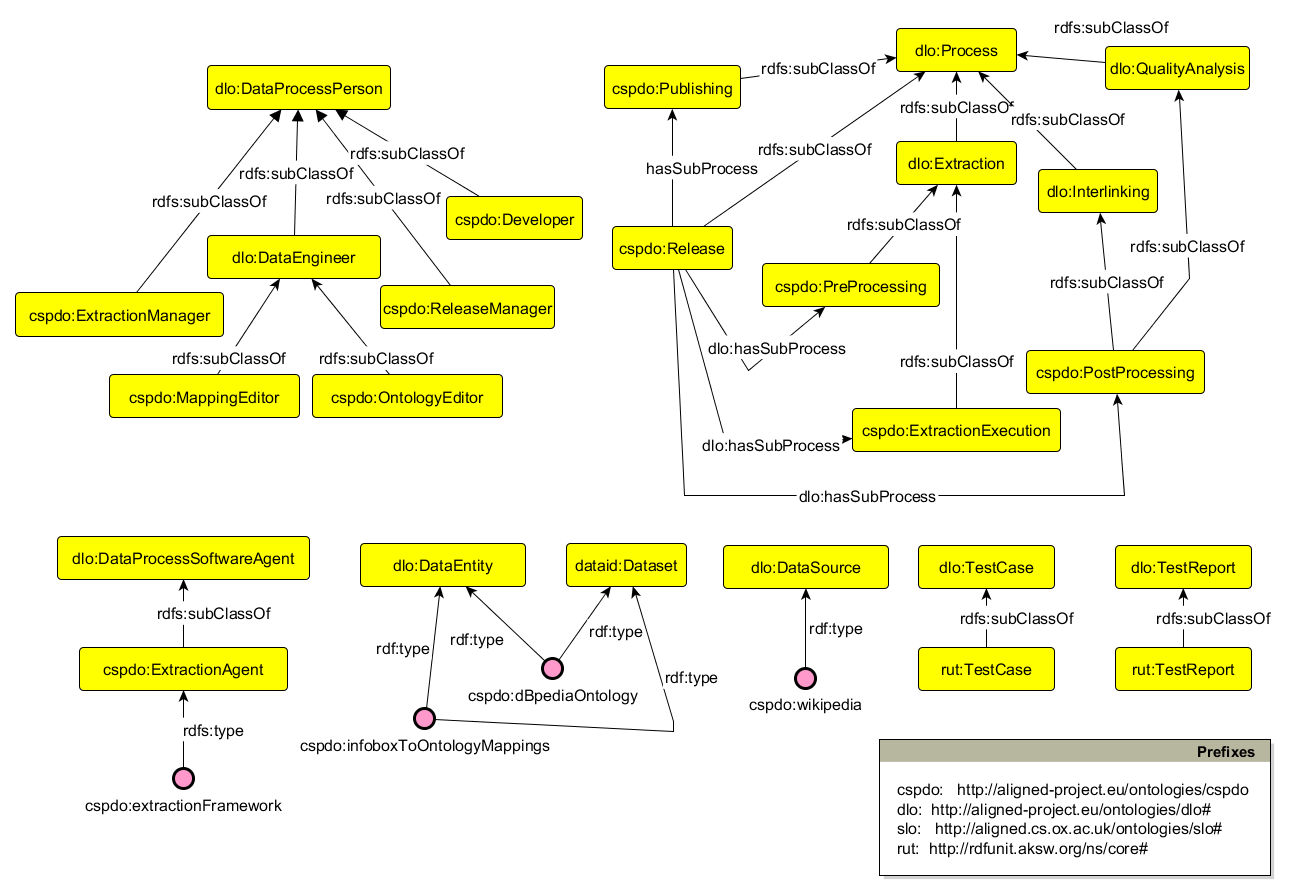 dlo:DataProcessPerson
rdfs:subClassOf
rdfs:subClassOf
rdfs:subClassOf
rdfs:subClassOf
cspdo:Developer
dlo:DataEngineer
cspdo:ExtractionManager
cspdo:ReleaseManager
rdfs:subClassOf
rdfs:subClassOf
cspdo:MappingEditor
cspdo:OntologyEditor
dlo:Process
rdfs:subClassOf
dlo:QualityAnalysis
rdfs:subClassOf
cspdo:Publishing
rdfs:subClassOf
rdfs:subClassOf
rdfs:subClassOf
hasSubProcess
dlo:Extraction
dlo:Interlinking
rdfs:subClassOf
cspdo:Release
rdfs:subClassOf
cspdo:PreProcessing
rdfs:subClassOf
dlo:hasSubProcess
rdfs:subClassOf
cspdo:PostProcessing
dlo:hasSubProcess
cspdo:ExtractionExecution
dlo:hasSubProcess
dlo:DataProcessSoftwareAgent
rdfs:subClassOf
cspdo:ExtractionAgent
rdfs:type
cspdo:extractionFramework
dlo:DataEntity
dataid:Dataset
rdf:type
rdf:type
rdf:type
rdf:type
cspdo:dBpediaOntology
cspdo:infoboxToOntologyMappings
dlo:DataSource
rdf:type
cspdo:wikipedia
dlo:TestCase
rdfs:subClassOf
rut:TestCase
dlo:TestReport
rdfs:subClassOf
rut:TestReport
Prefixes
cspdo: http://aligned-project.eu/ontologies/cspdo
dlo: http://aligned-project.eu/ontologies/dlo#
slo: http://aligned.cs.ox.ac.uk/ontologies/slo#
rut: http://rdfunit.aksw.org/ns/core#